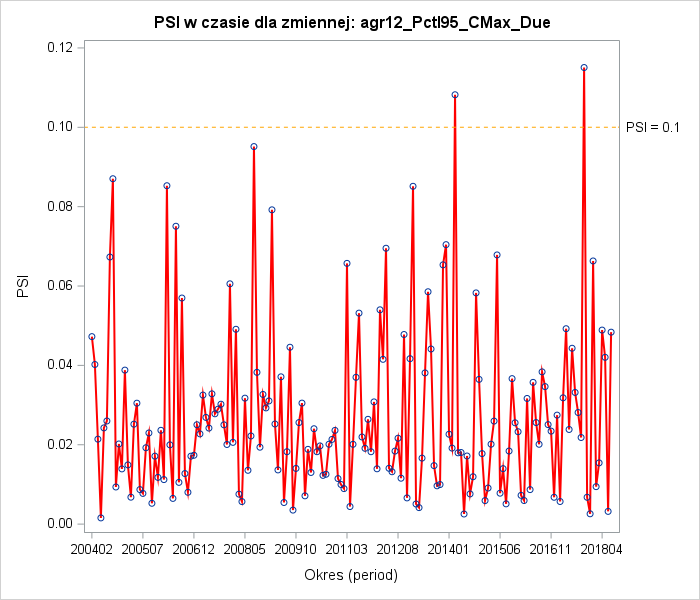 PSI w czasie dla zmiennej: agr12_Pctl95_CMax_Due
0.12
0.10
0.08
0.06
0.04
0.02
0.00
PSI
PSI = 0.1
200402 200507 200612 200805 200910 201103 201208 201401 201506 201611 201804
Okres (period)